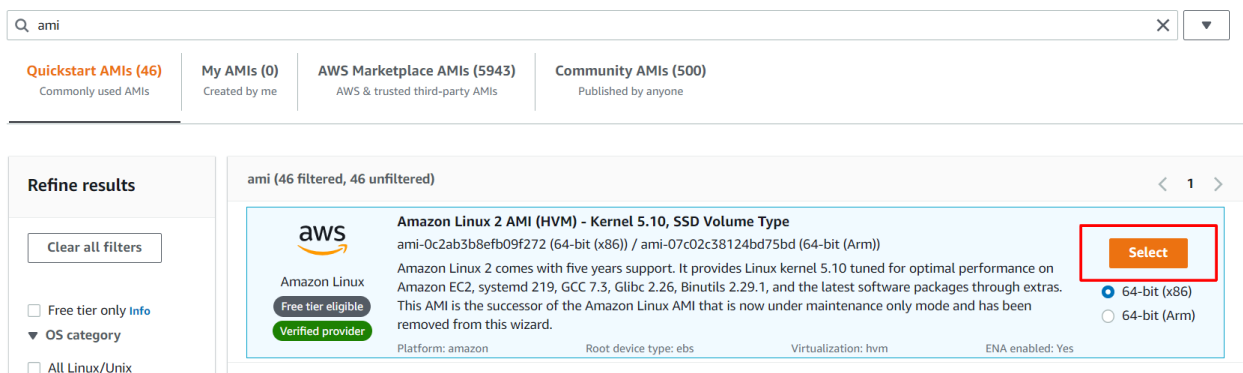 ami
Quickstart AMIs (46)
Commonly used AMIs
My AMIs (0)
Created by me
AWS Marketplace AMIs (5943)
AWS & trusted third-party AMIs
Community AMIs (500)
Published by anyone
Refine results
Clear all filters
Free tier only Info
OS category
All Linux/Unix
ami (46 filtered, 46 unfiltered)
1
aws
Amazon Linux
Free tier eligible
Verified provider
Amazon Linux 2 AMI (HVM) - Kernel 5.10, SSD Volume Type
ami-0c2ab3b8efb09f272 (64-bit (x86)) / ami-07c02c38124bd75bd (64-bit (Arm))
Amazon Linux 2 comes with five years support. It provides Linux kernel 5.10 tuned for optimal performance on
Amazon EC2, systemd 219, GCC 7.3, Glibc 2.26, Binutils 2.29.1, and the latest software packages through extras.
This AMI is the successor of the Amazon Linux AMI that is now under maintenance only mode and has been
removed from this wizard.
Platform: amazon Root device type: ebs Virtualization: hvm ENA enabled: Yes
Select
64-bit (x86)
64-bit (Arm)